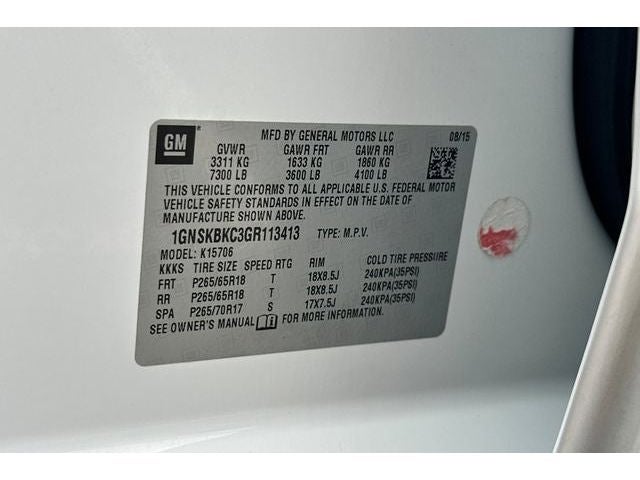 GM®
MFD BY GENERAL MOTORS LLC 08/15
GVWR GAWR FRT GAWR RR
3311 KG 1633 KG 1860 KG
7300 LB 3600 LB 4100 LB
THIS VEHICLE CONFORMS TO ALL APPLICABLE U.S. FEDERAL MOTOR
VEHICLE SAFETY STANDARDS IN EFFECT ON THE DATE OF
MANUFACTURE SHOWN ABOVE.
1GNSKBKC3GR113413 TYPE: M.P.V.
MODEL: K15706
KKKS TIRE SIZE SPEED RTG RIM COLD TIRE PRESSURE
FRT P265/65R18 T 18X8.5J 240KPA(35PSI)
RR P265/65R18 T 18X8.5J 240KPA(35PSI)
SPA P265/70R17 S 17X7.5J 240KPA(35PSI)
SEE OWNER'S MANUAL FOR MORE INFORMATION.